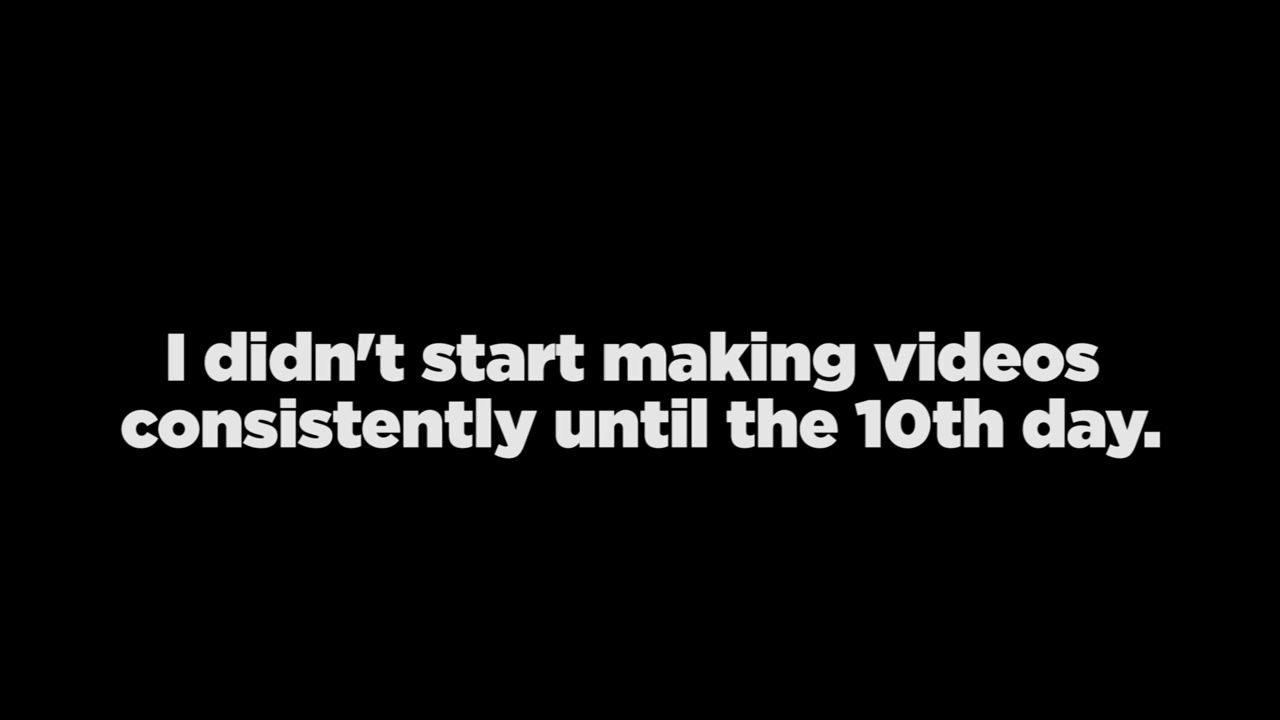 I didn't start making videos
consistently until the 10th day.